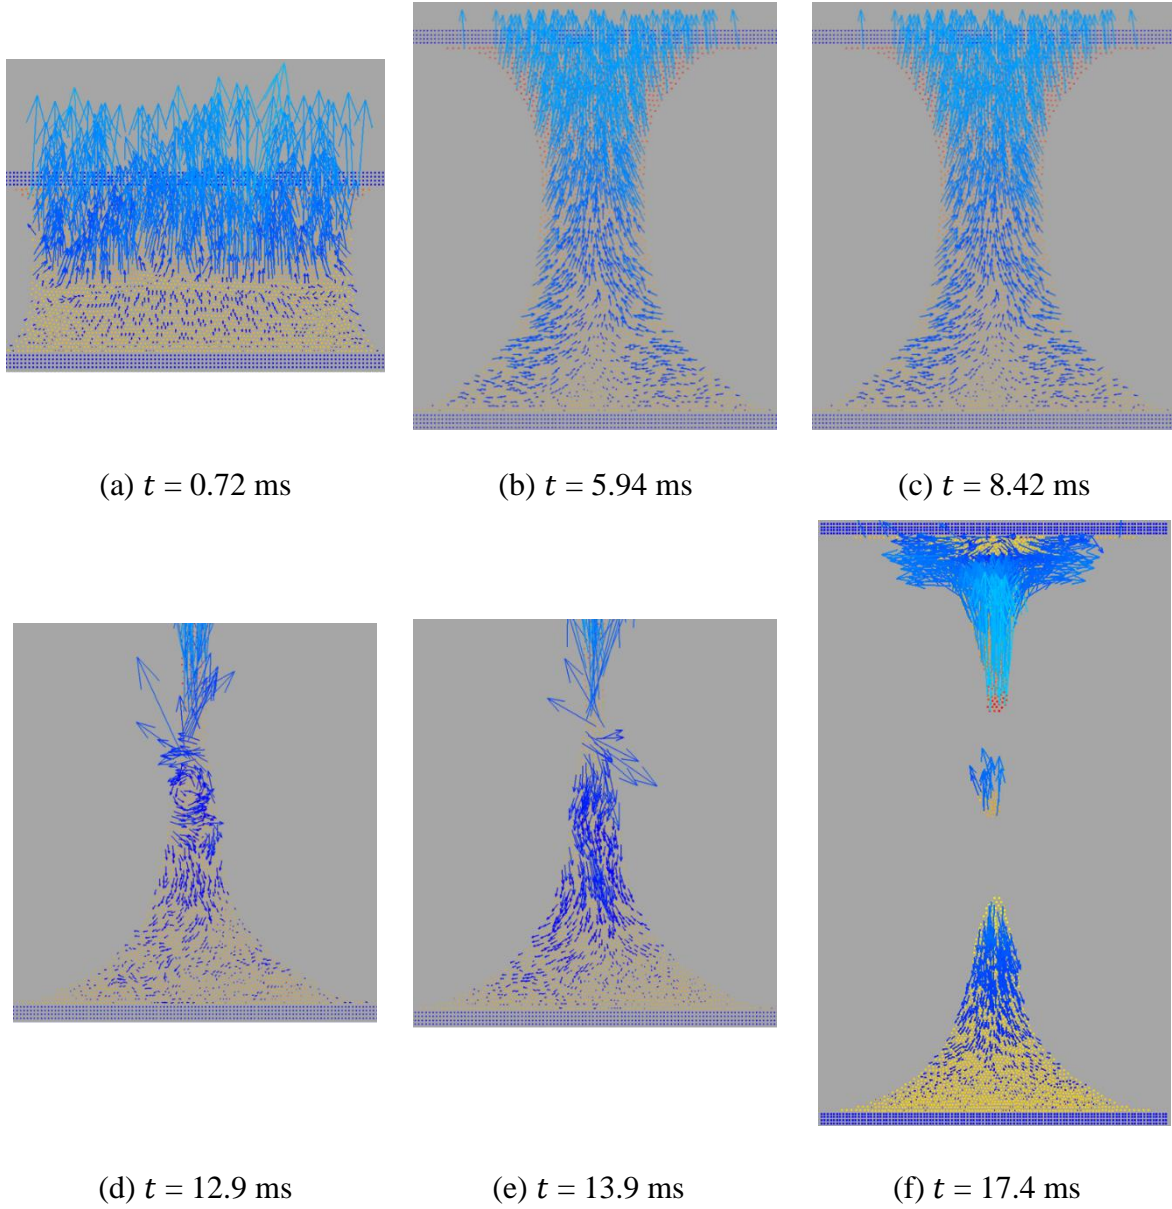 (a) t = 0.72 ms
(b) t = 5.94 ms
(c) t = 8.42 ms
(d) t = 12.9 ms
(e) t = 13.9 ms
(f) t = 17.4 ms